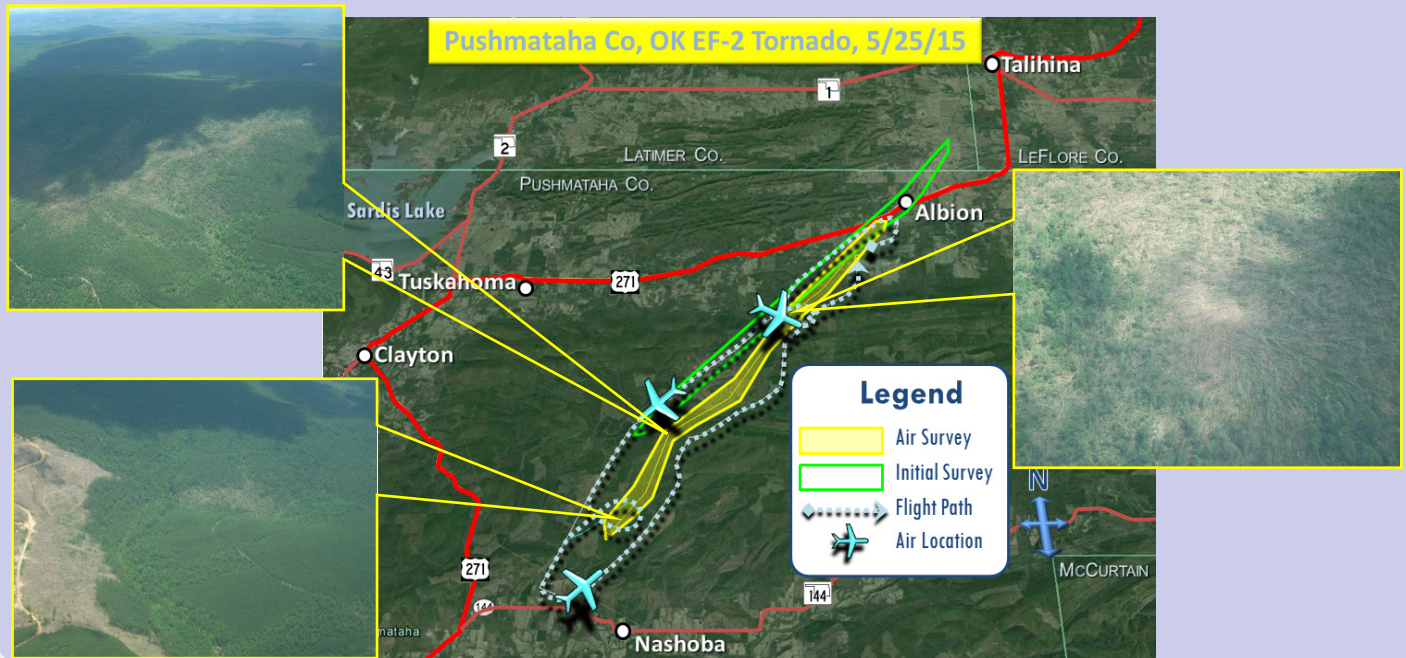 Pushmataha Co, OK EF-2 Tornado, 5/25/15
Talihina
1
2
LATIMER CO.
LEFLORE CO.
PUSHMATAHA CO.
Sardis Lake
Albion
43
Tuskahoma
271
Clayton
Legend
Air Survey
Initial Survey
Flight Path
Air Location
N
271
MCCURTAIN
144
144
mataha
Nashoba